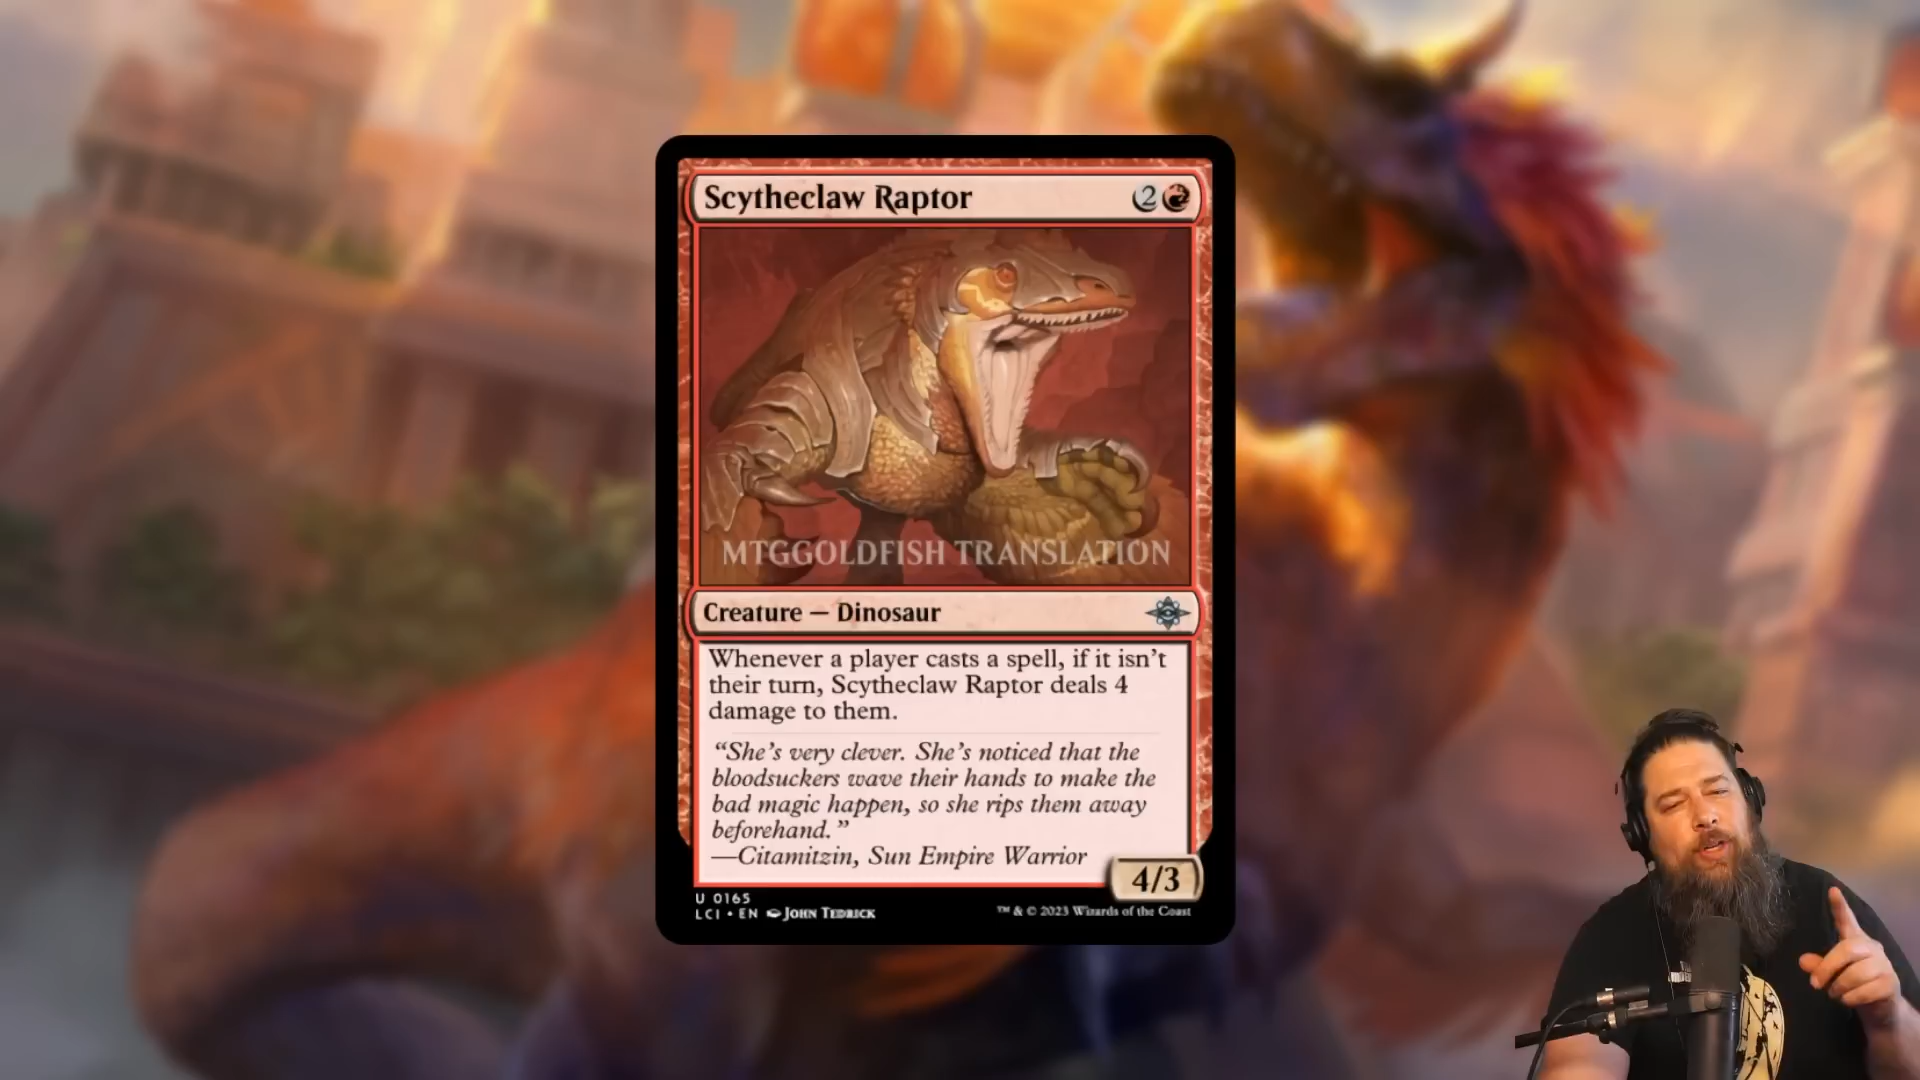 Scytheclaw Raptor
2
MTGGOLDFISH TRANSLATION
Creature — Dinosaur
Whenever a player casts a spell, if it isn't
their turn, Scytheclaw Raptor deals 4
damage to them.
"She's very clever. She's noticed that the
bloodsuckers wave their hands to make the
bad magic happen, so she rips them away
beforehand."
—Citamitzin, Sun Empire Warrior
4/3
U 0165
LCI • EN JOHN TEDRICK
™ & © 2023 Wizards of the Coast